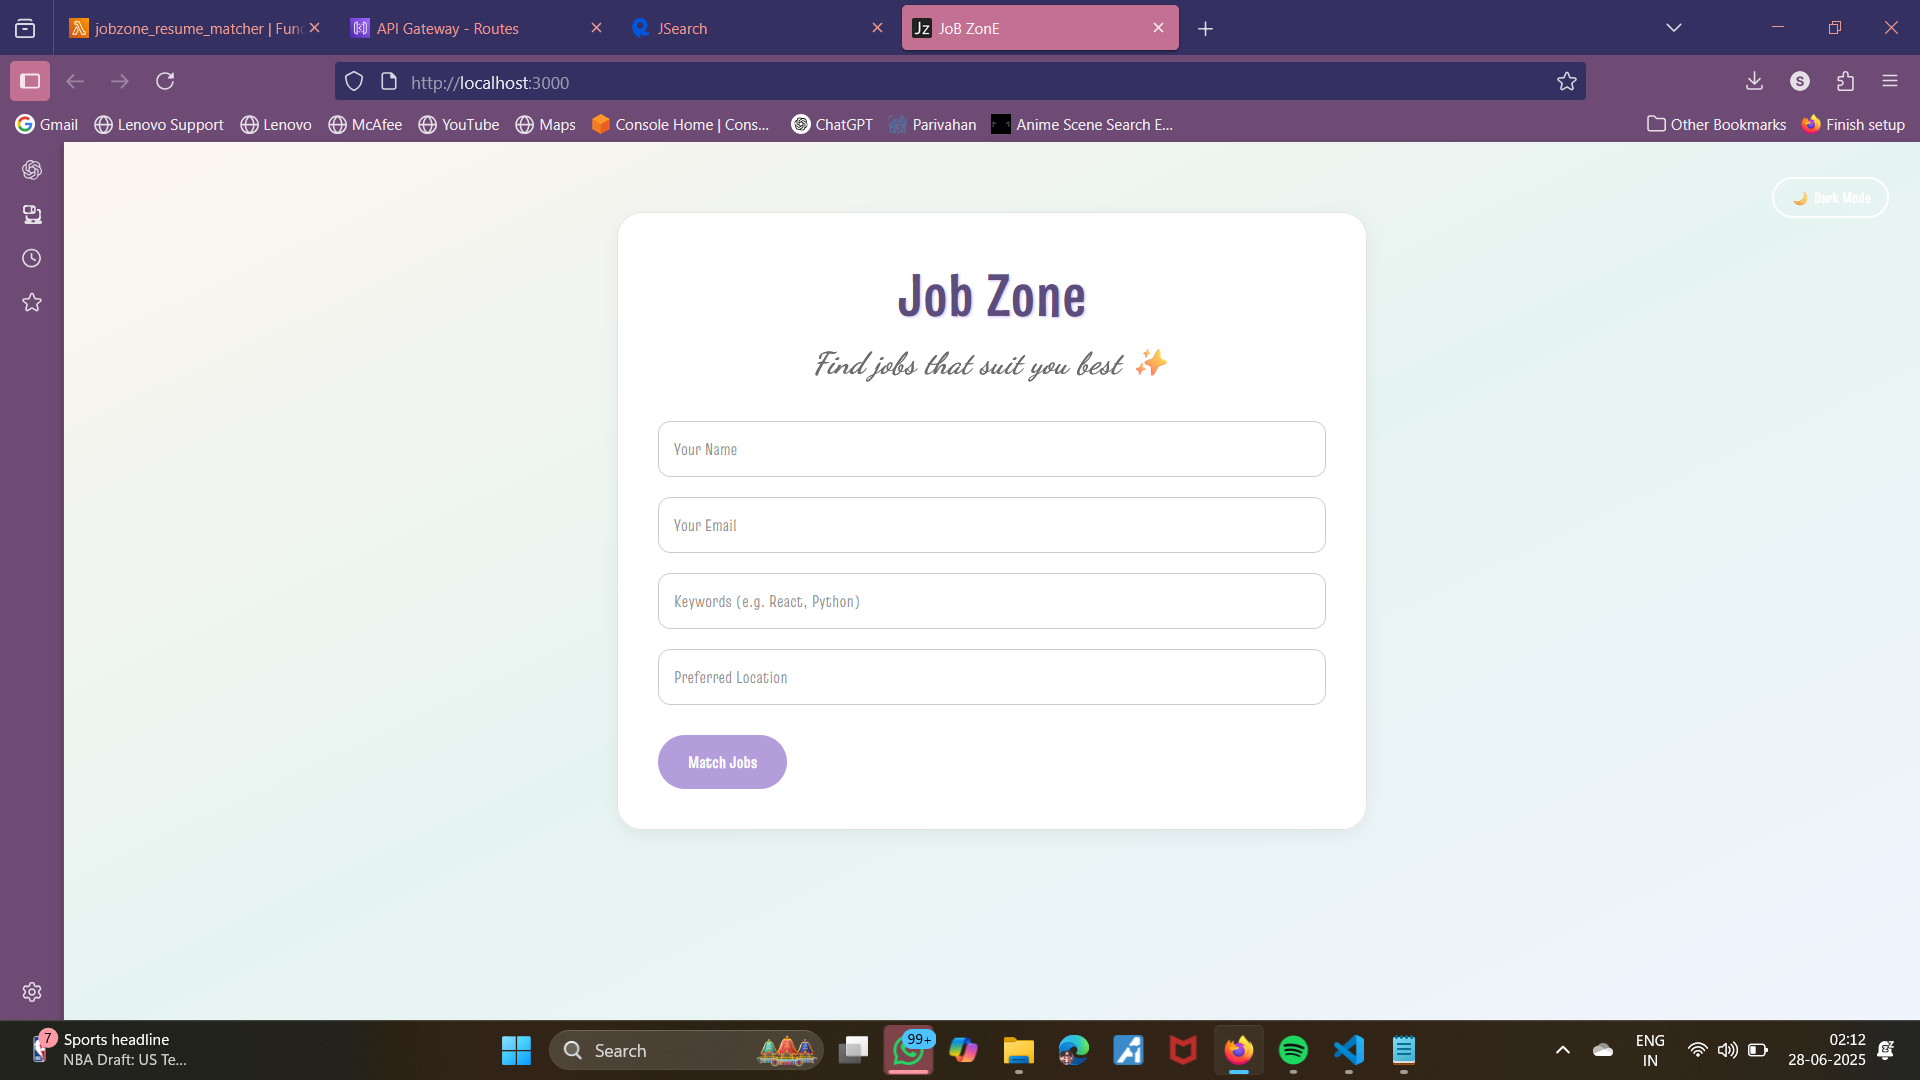 jobzone_resume_matcher | Func
API Gateway - Routes
JSearch
Jz JoB ZonE
http://localhost:3000
S
Gmail
Lenovo Support
Lenovo
McAfee
YouTube
Maps
Console Home | Cons...
ChatGPT
Parivahan
Anime Scene Search E...
Other Bookmarks
Finish setup
Dark Mode
Job Zone
Find jobs that suit you best
Your Name
Your Email
Keywords (e.g. React, Python)
Preferred Location
Match Jobs
7
Sports headline
NBA Draft: US Te...
Search
99+
ENG
IN
02:12
28-06-2025